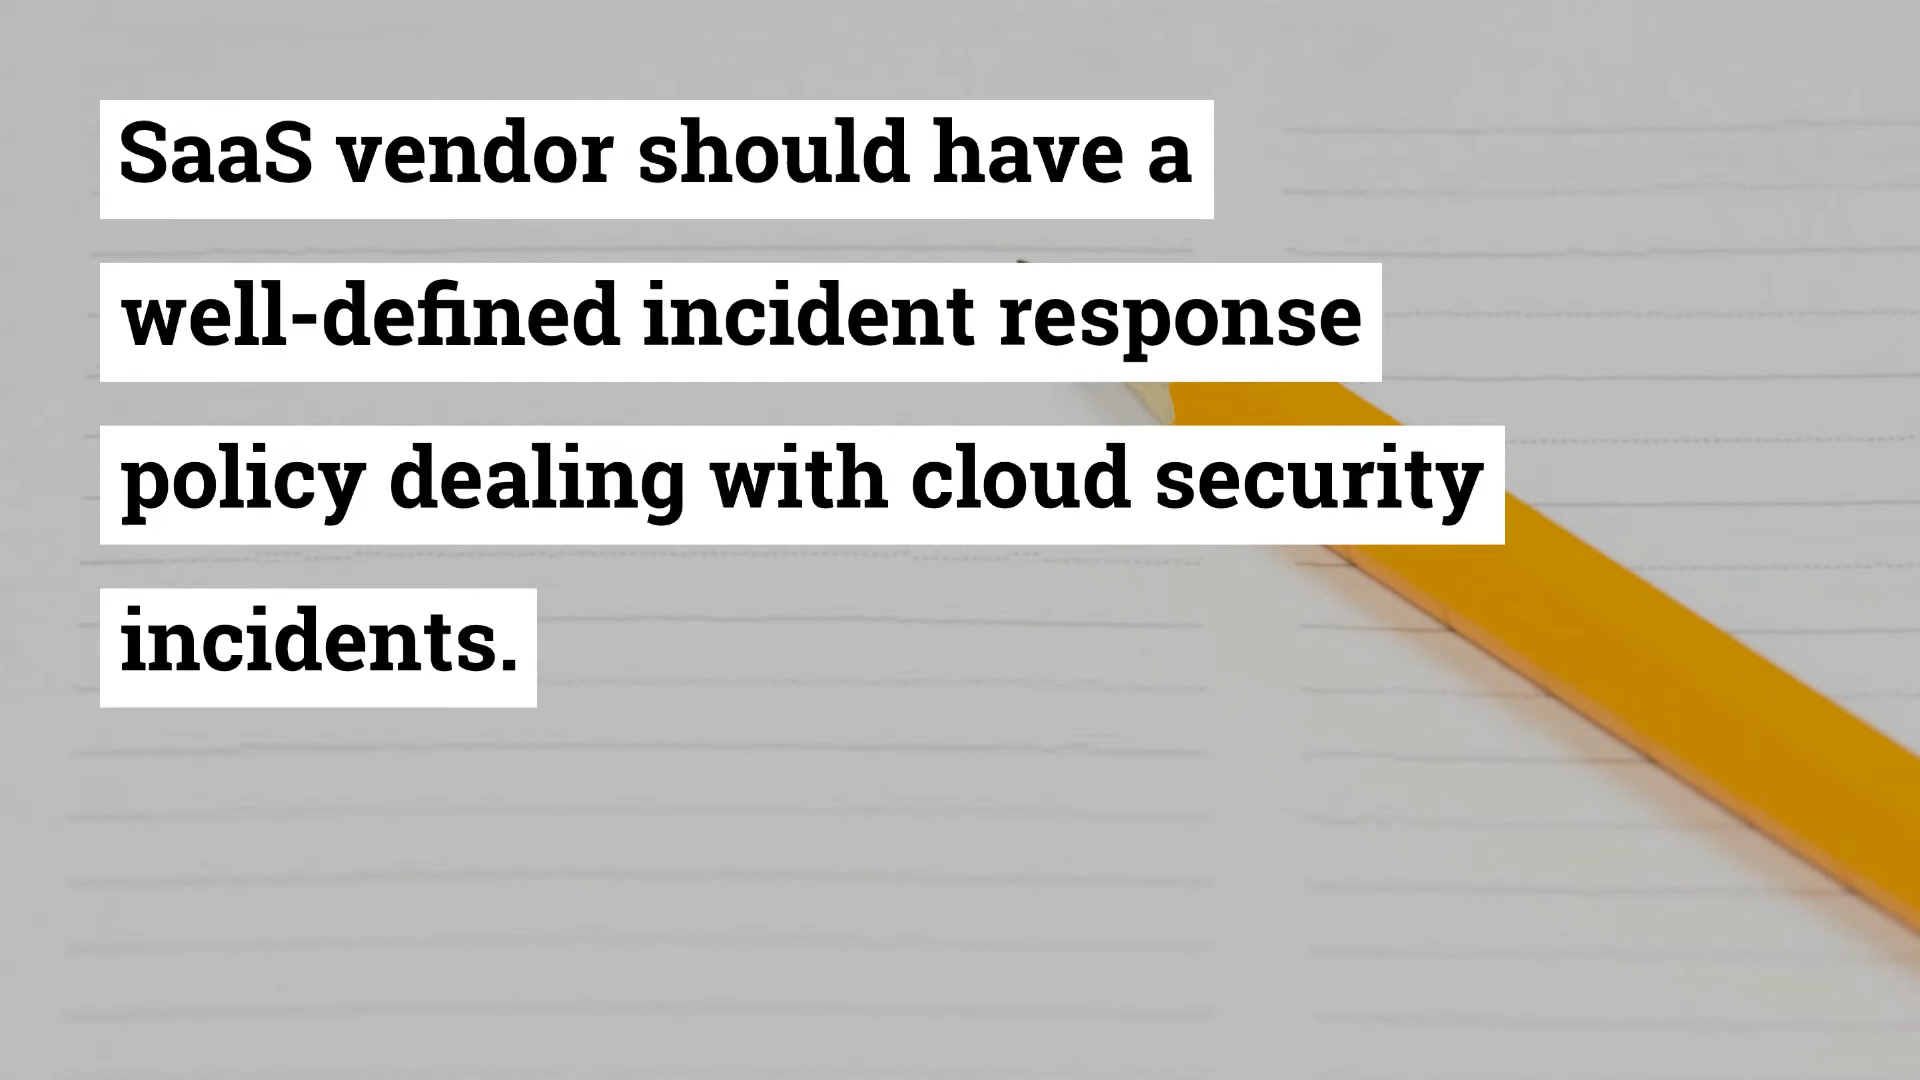 SaaS vendor should have a
well-defined incident response
policy dealing with cloud security
incidents.